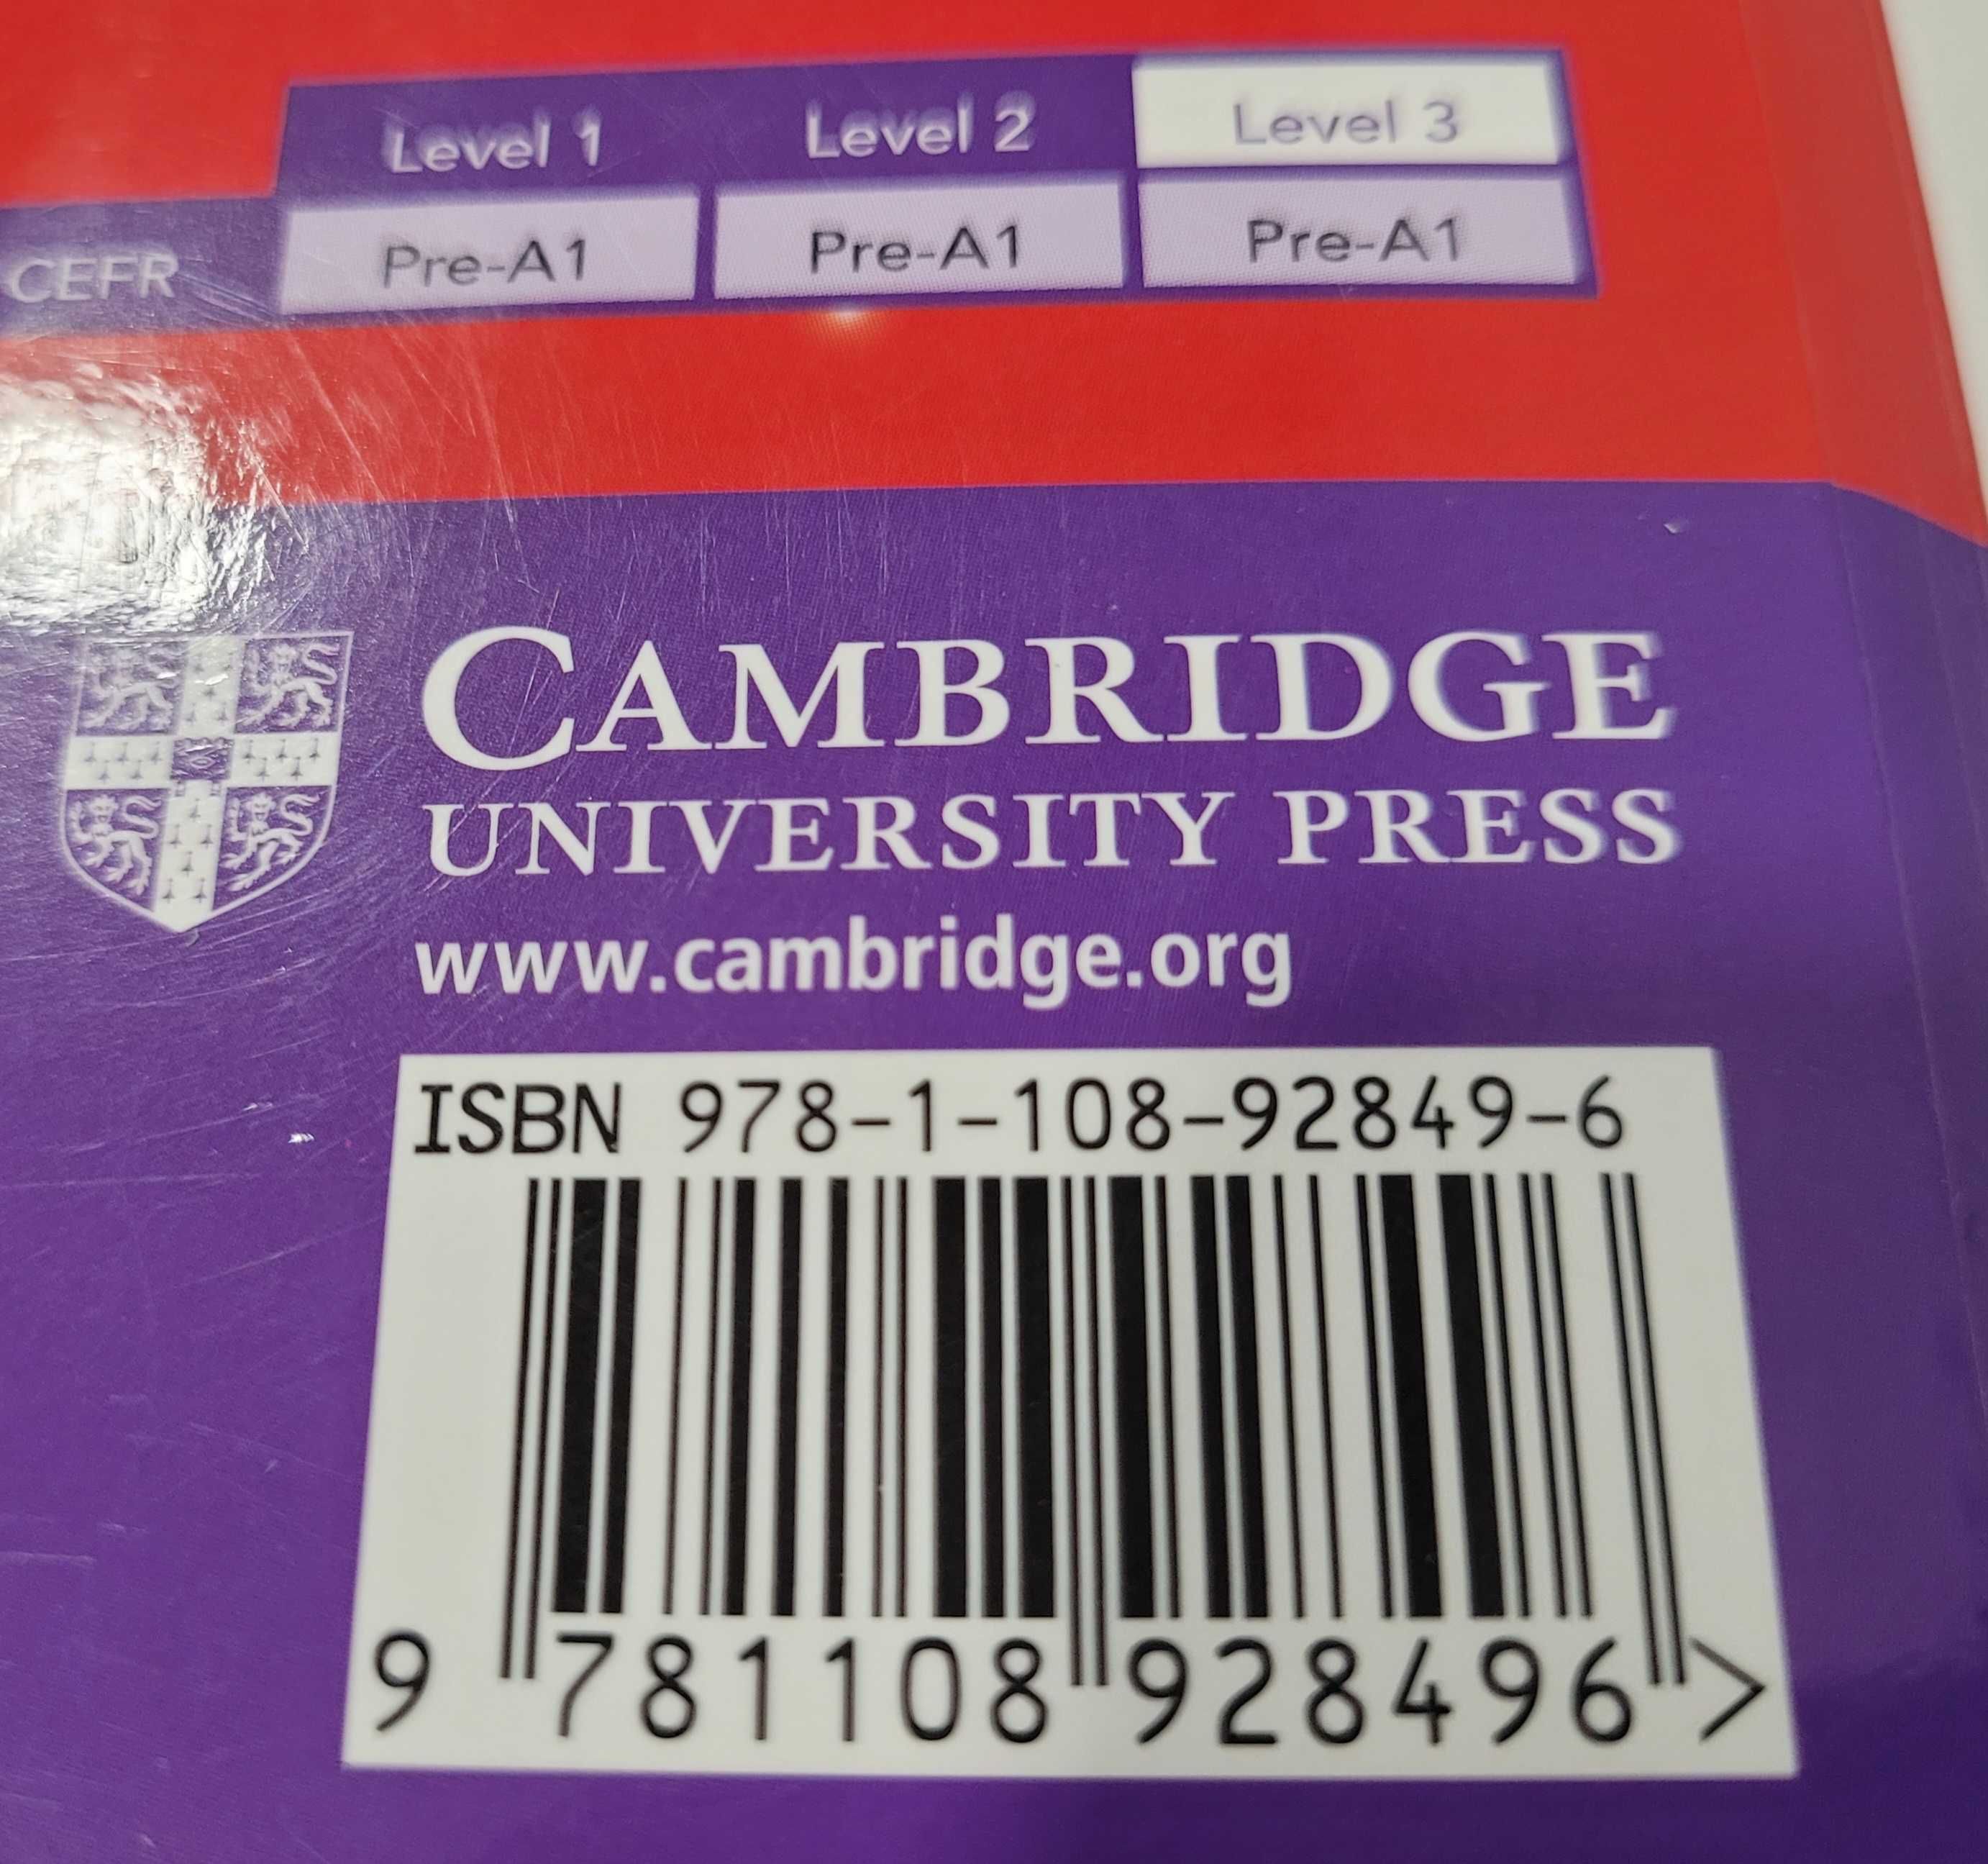 Level 1 Level 2 Level 3
CEFR Pre-A1 Pre-A1 Pre-A1
CAMBRIDGE
UNIVERSITY PRESS
www.cambridge.org
ISBN 978-1-108-92849-6
9 781108 928496 >